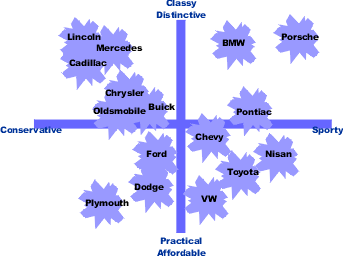 Classy
Distinctive
Lincoln
Mercedes
Cadillac
BMW
Porsche
Chrysler
Oldsmobile
Buick
Pontiac
Conservative
Sporty
Chevy
Ford
Nisan
Dodge
Toyota
Plymouth
VW
Practical
Affordable